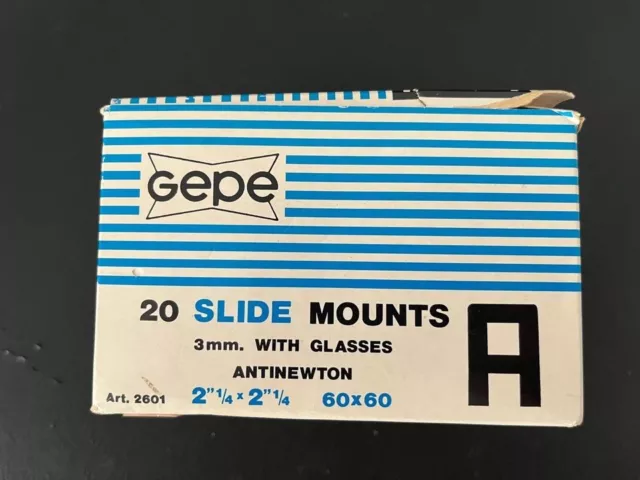 Gepe
20 SLIDE MOUNTS
3mm. WITH GLASSES
ANTINEWTON
Art. 2601 2"1/4 x 2"1/4 60x60
A